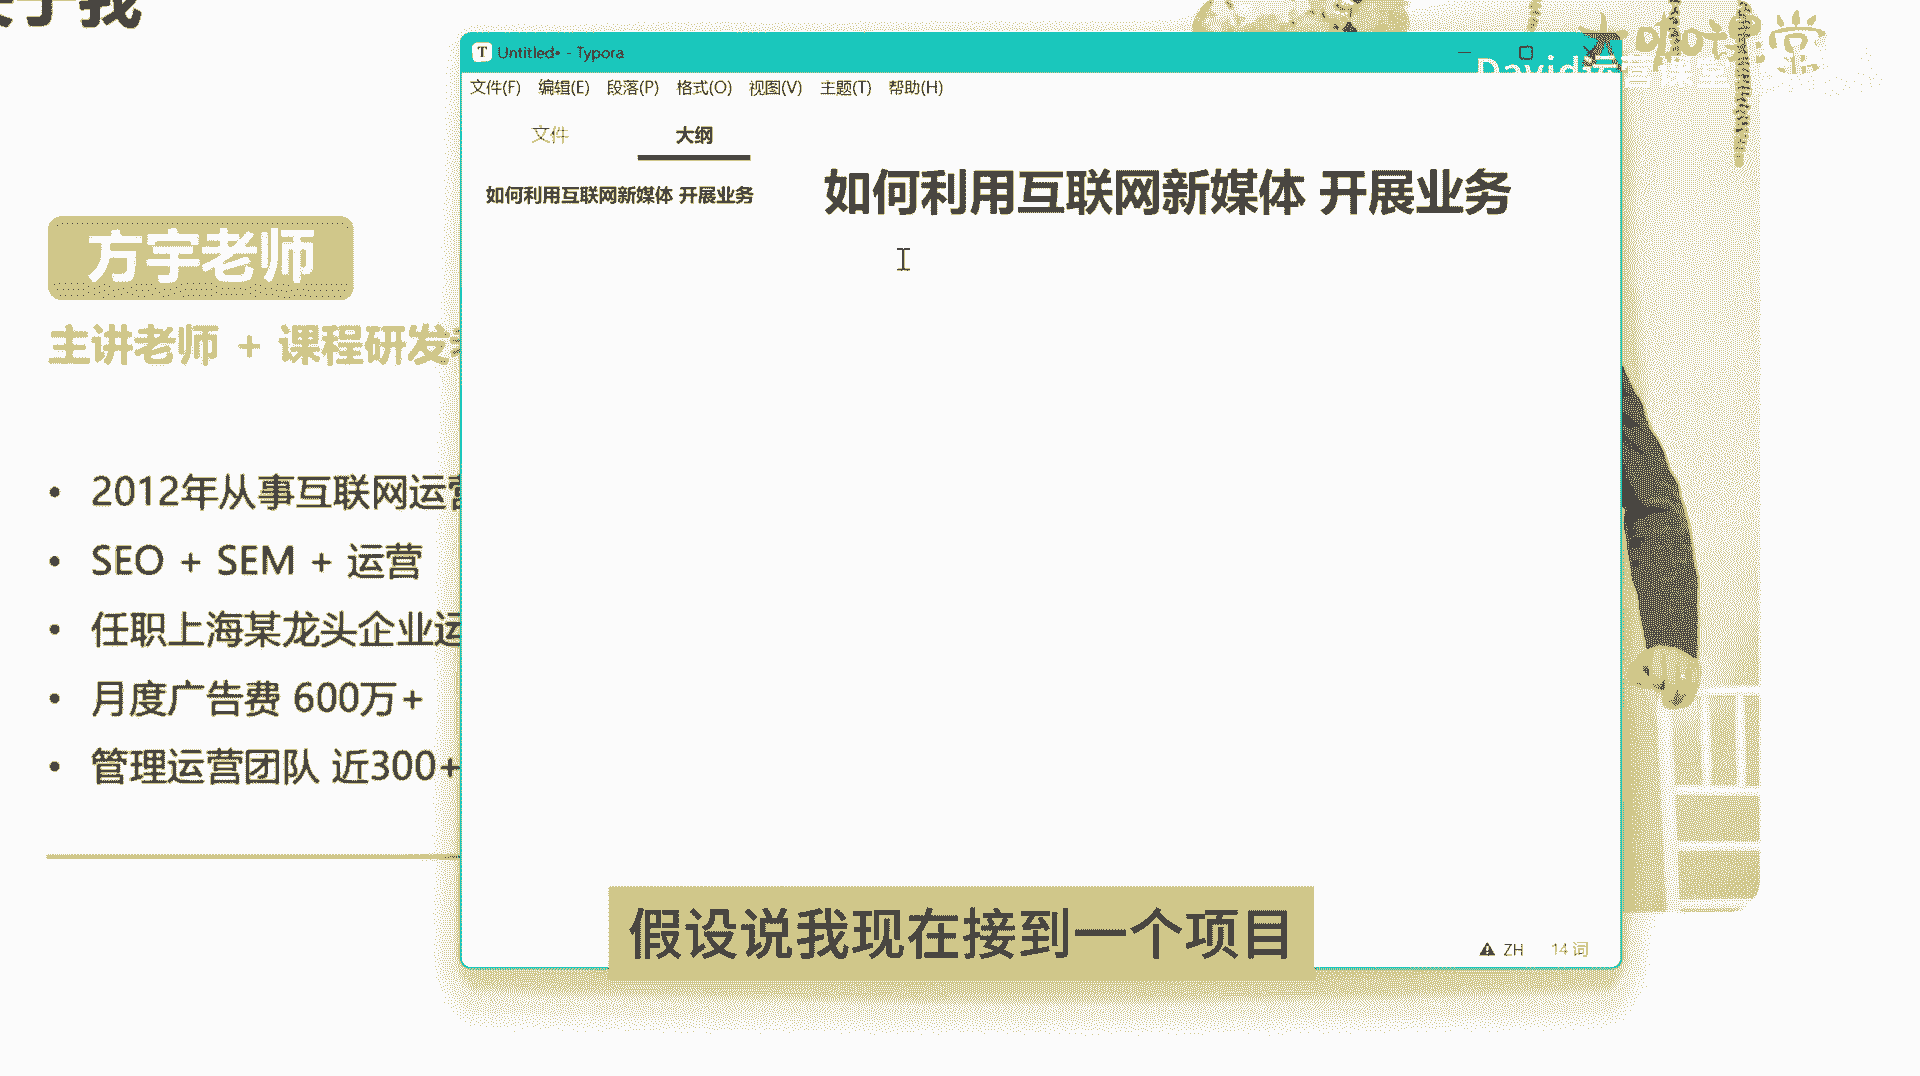 关于我
方宇老师
主讲老师 + 课程研发
2012年从事互联网运营
SEO + SEM + 运营
任职上海某龙头企业运
月度广告费 600万+
管理运营团队 近300+
Untitled• - Typora
文件(F) 编辑(E) 段落(P) 格式(O) 视图(V) 主题(T) 帮助(H)
文件 大纲
如何利用互联网新媒体 开展业务
如何利用互联网新媒体 开展业务
大咖课堂
David运营课堂
假设说我现在接到一个项目
ZH 14 词